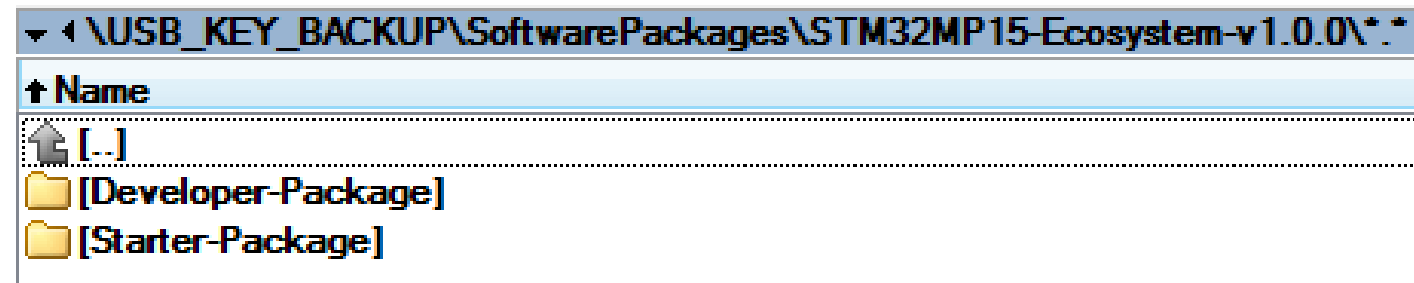 \USB_KEY_BACKUP\SoftwarePackages\STM32MP15-Ecosystem-v1.0.0\*.*
Name
[..]
[Developer-Package]
[Starter-Package]